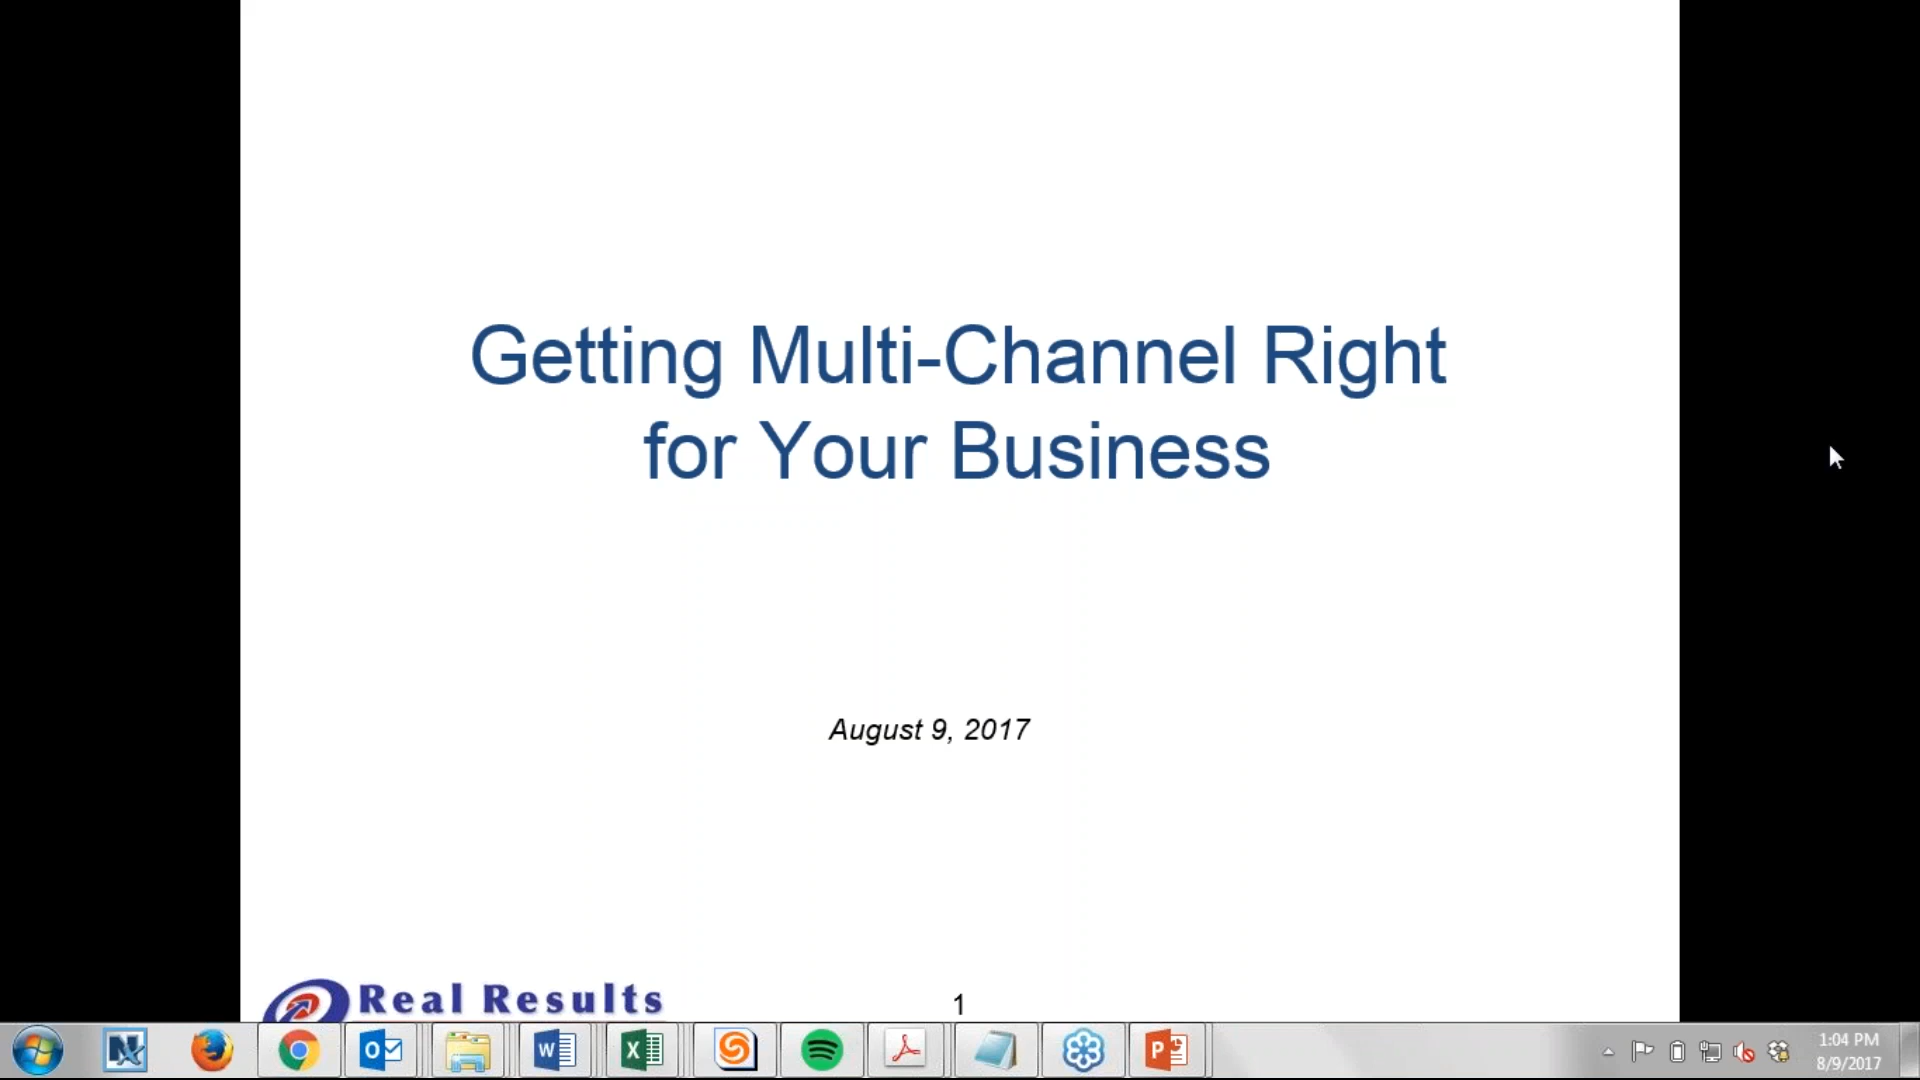 Getting Multi-Channel Right
for Your Business
August 9, 2017
Real Results
1
1:04 PM
8/9/2017